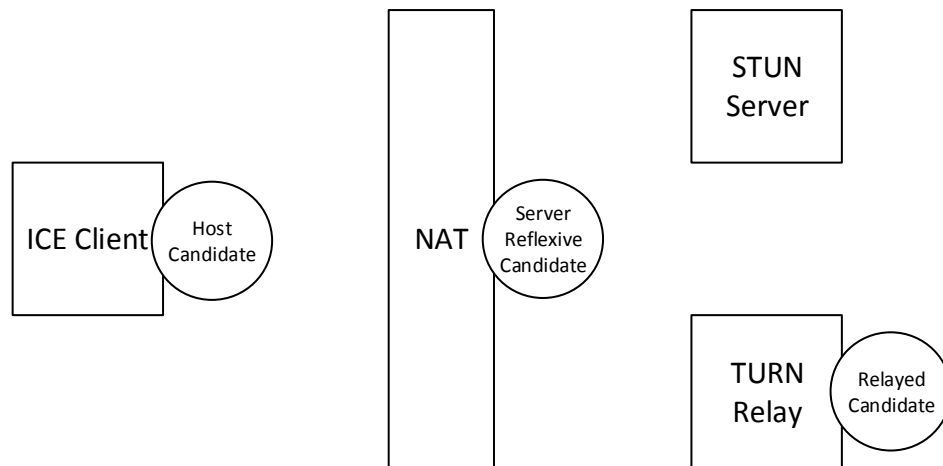 STUN
Server
ICE Client
Host
Candidate
NAT
Server
Reflexive
Candidate
TURN
Relay
Relayed
Candidate